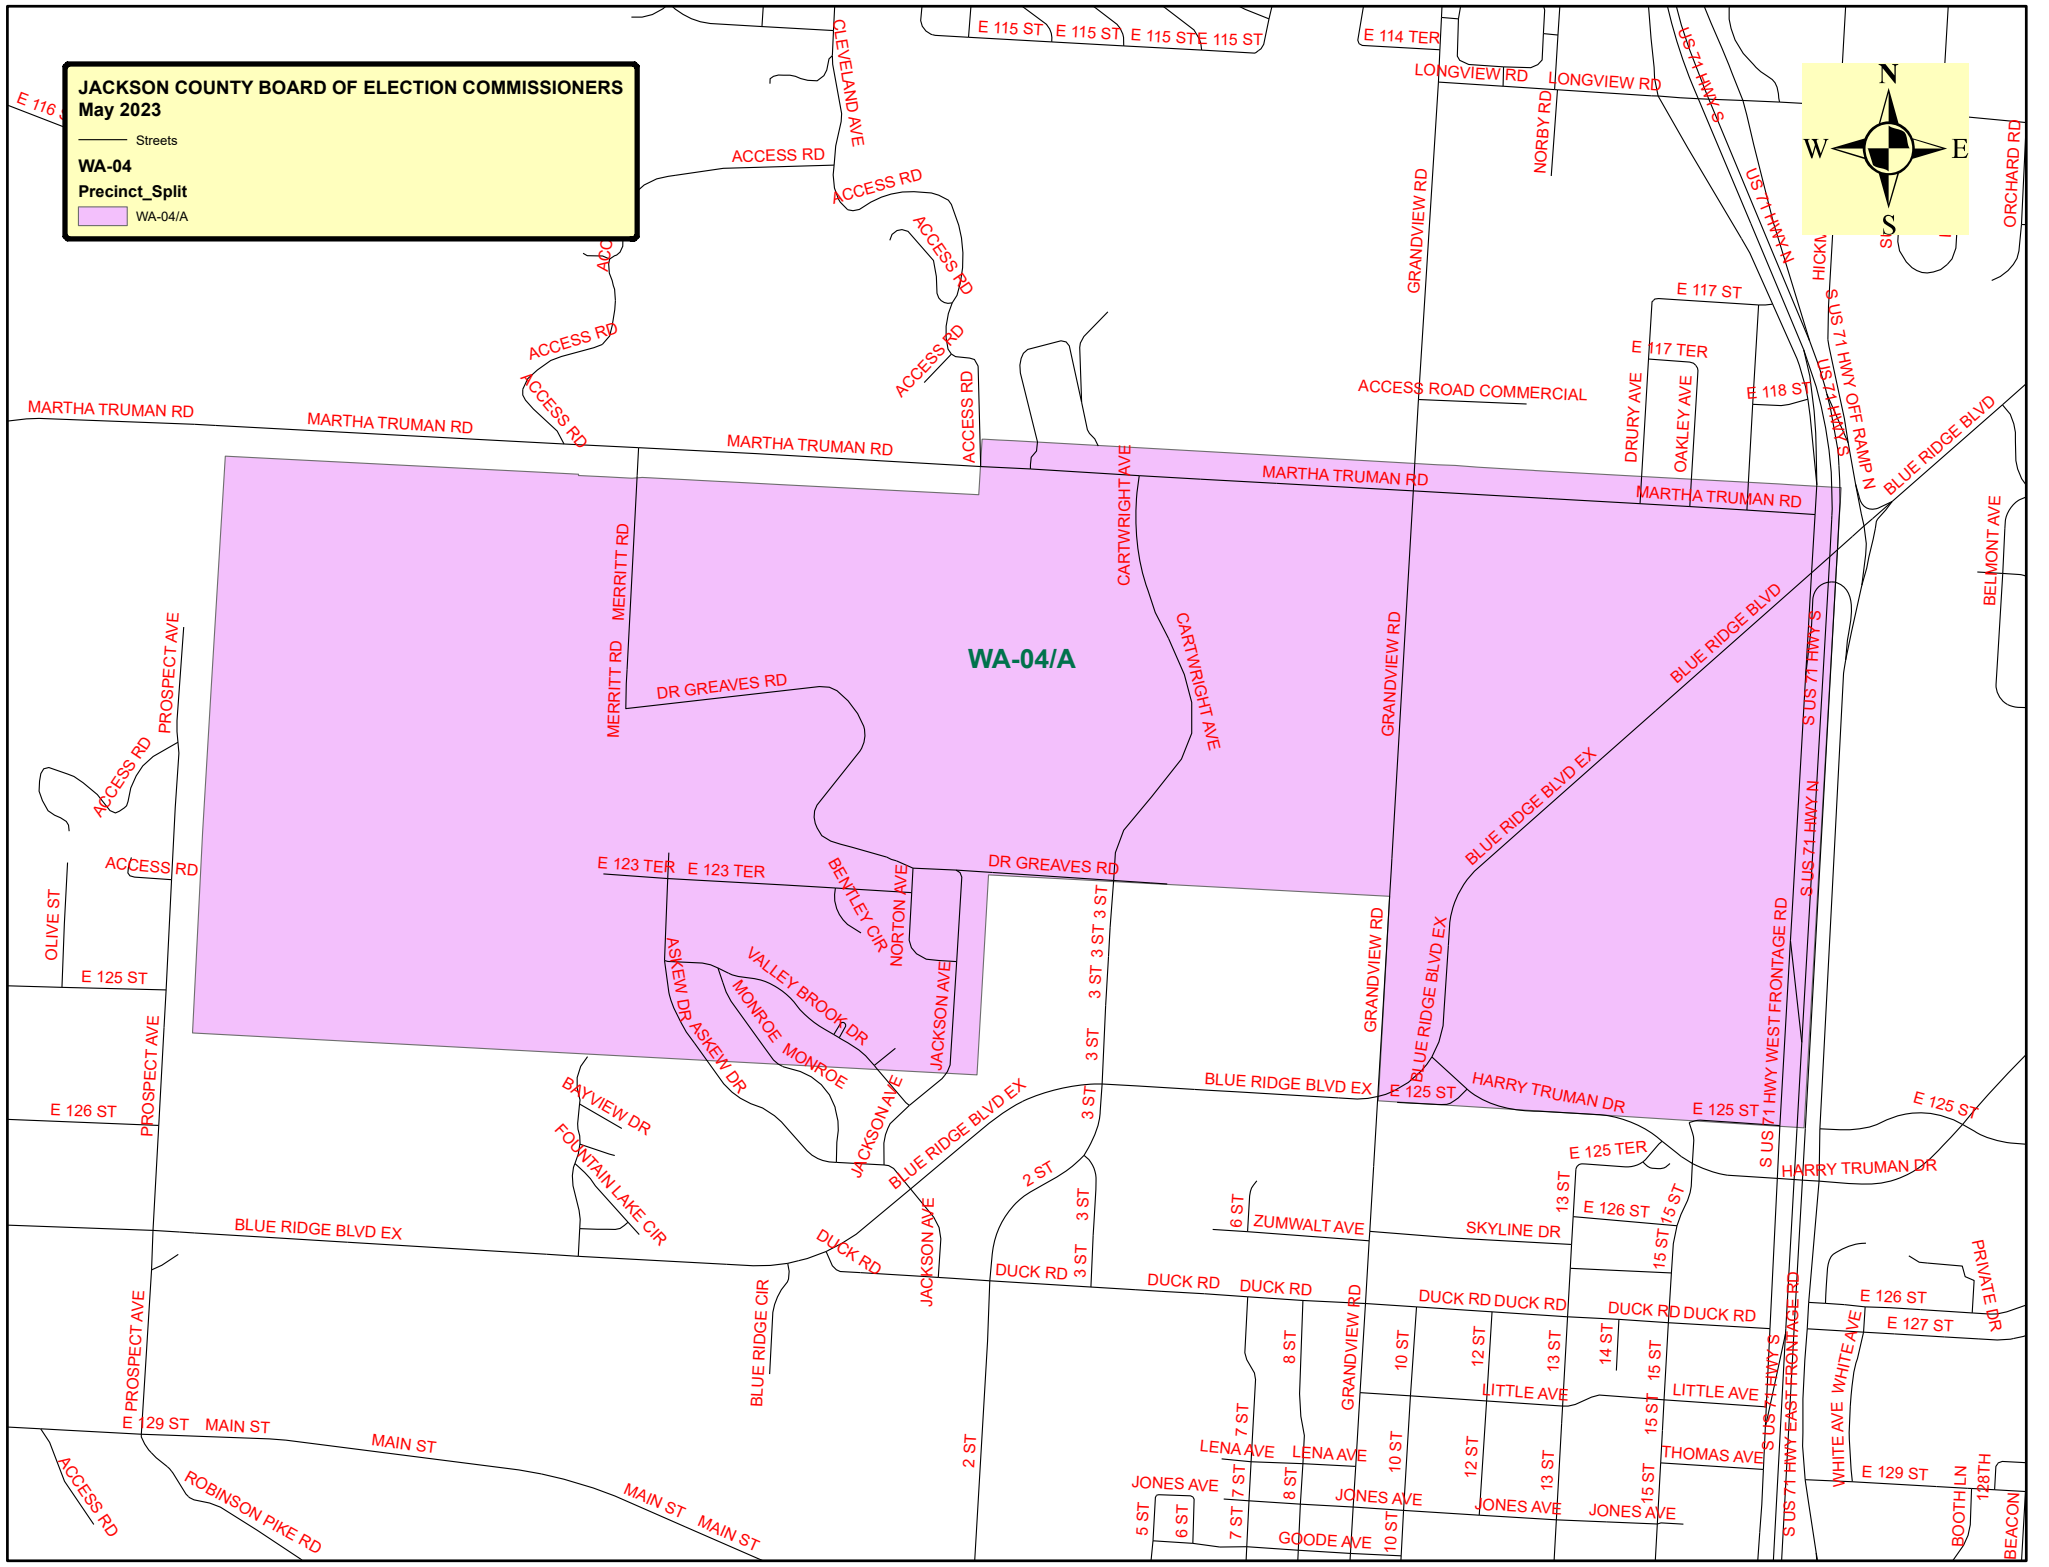 E 115 ST
E 115 ST
E 115 ST
E 115 ST
E 114 TER
CLEVELAND AVE
US 71 HWY S
LONGVIEW RD
LONGVIEW RD
N
W
E
S
JACKSON COUNTY BOARD OF ELECTION COMMISSIONERS
May 2023
Streets
WA-04
Precinct_Split
WA-04/A
E 116
NORBY RD
ORCHARD RD
ACCESS RD
ACCESS RD
ACCESS RD
GRANDVIEW RD
US 71 HWY N
E 117 ST
S US 71 HWY OFF RAMP N
ACCESS RD
ACCESS RD
ACCESS RD
E 117 TER
US 71 HWY S
ACCESS RD
ACCESS RD
ACCESS ROAD COMMERCIAL
DRURY AVE
OAKLEY AVE
E 118 ST
BLUE RIDGE BLVD
MARTHA TRUMAN RD
MARTHA TRUMAN RD
MARTHA TRUMAN RD
MARTHA TRUMAN RD
MARTHA TRUMAN RD
CARTWRIGHT AVE
BELMONT AVE
MERRITT RD
MERRITT RD
PROSPECT AVE
WA-04/A
CARTWRIGHT AVE
GRANDVIEW RD
BLUE RIDGE BLVD
S US 71 HWY S
DR GREAVES RD
ACCESS RD
BLUE RIDGE BLVD EX
S US 71 HWY N
ACCESS RD
E 123 TER
E 123 TER
BENTLEY CIR
NORTON AVE
DR GREAVES RD
3 ST
3 ST
3 ST
OLIVE ST
E 125 ST
ASKEW DR
ASKEW DR
VALLEY BROOK DR
MONROE
MONROE
JACKSON AVE
GRANDVIEW RD
BLUE RIDGE BLVD EX
S US 71 HWY WEST FRONTAGE RD
PROSPECT AVE
E 126 ST
BAYVIEW DR
FOUNTAIN LAKE CIR
JACKSON AVE
BLUE RIDGE BLVD EX
3 ST
3 ST
BLUE RIDGE BLVD EX
E 125 ST
HARRY TRUMAN DR
E 125 ST
E 125 ST
E 125 TER
HARRY TRUMAN DR
2 ST
3 ST
3 ST
6 ST
ZUMWALT AVE
SKYLINE DR
13 ST
E 126 ST
15 ST
15 ST
BLUE RIDGE BLVD EX
DUCK RD
JACKSON AVE
DUCK RD
DUCK RD
DUCK RD
DUCK RD
DUCK RD
DUCK RD
DUCK RD
PRIVATE DR
E 126 ST
E 127 ST
PROSPECT AVE
BLUE RIDGE CIR
8 ST
GRANDVIEW RD
10 ST
12 ST
13 ST
14 ST
15 ST
S US 71 HWY S
S US 71 HWY EAST FRONTAGE RD
WHITE AVE
WHITE AVE
LITTLE AVE
LITTLE AVE
E 129 ST
MAIN ST
MAIN ST
MAIN ST
MAIN ST
ACCESS RD
ROBINSON PIKE RD
2 ST
7 ST
LENA AVE
LENA AVE
10 ST
12 ST
13 ST
15 ST
THOMAS AVE
E 129 ST
BOOTH LN
128TH
BEACON
JONES AVE
7 ST
8 ST
JONES AVE
JONES AVE
JONES AVE
15 ST
5 ST
6 ST
7 ST
GOODE AVE
10 ST